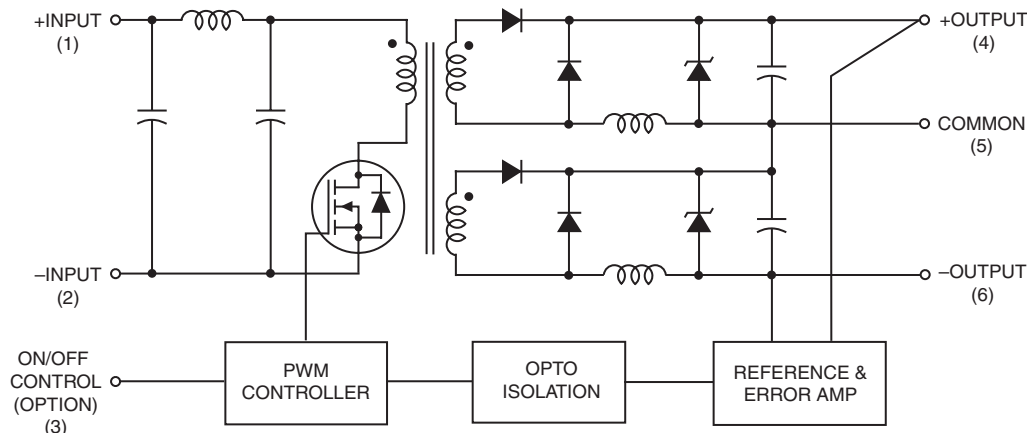 +INPUT
(1)
+OUTPUT
(4)
COMMON
(5)
–INPUT
(2)
–OUTPUT
(6)
ON/OFF
CONTROL
(OPTION)
(3)
PWM
CONTROLLER
OPTO
ISOLATION
REFERENCE &
ERROR AMP